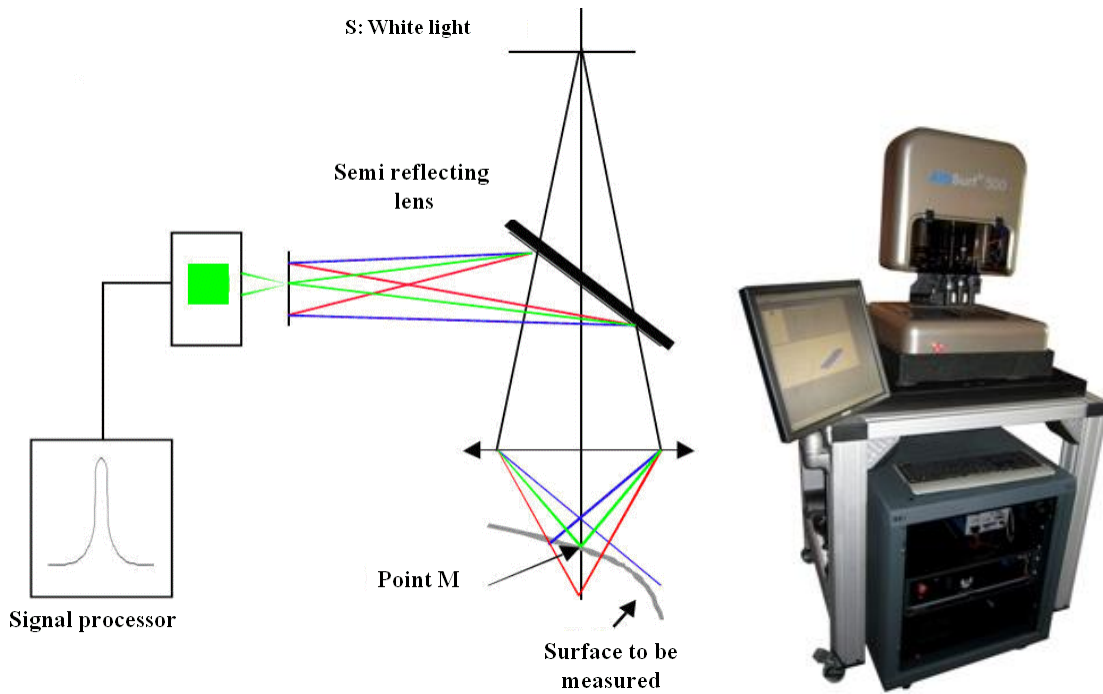 S: White light
Semi reflecting
lens
Point M
Signal processor
Surface to be
measured